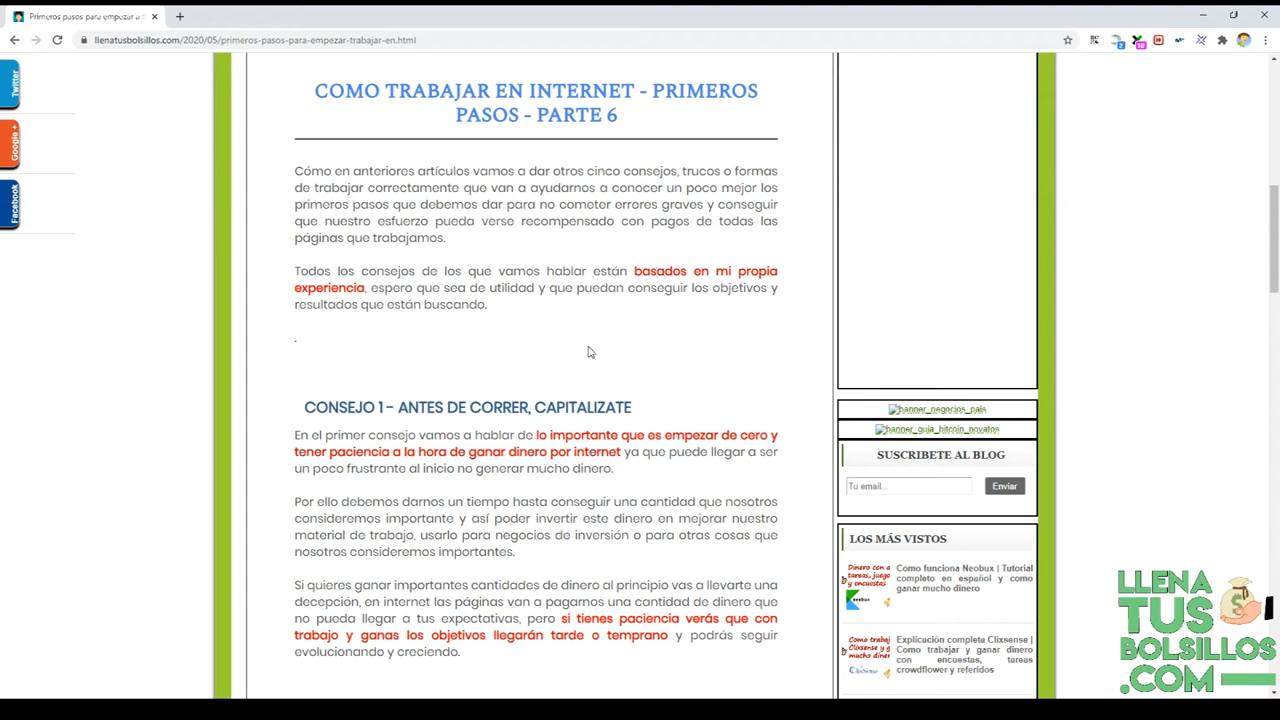 Primeros pasos para empezar a t
llenatusbolsillos.com/2020/05/primeros-pasos-para-empezar-trabajar-en.html
2
18
Twitter
Google +
Facebook
COMO TRABAJAR EN INTERNET - PRIMEROS
PASOS - PARTE 6
Cómo en anteriores artículos vamos a dar otros cinco consejos, trucos o formas
de trabajar correctamente que van a ayudarnos a conocer un poco mejor los
primeros pasos que debemos dar para no cometer errores graves y conseguir
que nuestro esfuerzo pueda verse recompensado con pagos de todas las
páginas que trabajamos.
Todos los consejos de los que vamos hablar están basados en mi propia
experiencia, espero que sea de utilidad y que puedan conseguir los objetivos y
resultados que están buscando.
.
CONSEJO 1 - ANTES DE CORRER, CAPITALIZATE
En el primer consejo vamos a hablar de lo importante que es empezar de cero y
tener paciencia a la hora de ganar dinero por internet ya que puede llegar a ser
un poco frustrante al inicio no generar mucho dinero.
Por ello debemos darnos un tiempo hasta conseguir una cantidad que nosotros
consideremos importante y así poder invertir este dinero en mejorar nuestro
material de trabajo, usarlo para negocios de inversión o para otras cosas que
nosotros consideremos importantes.
Si quieres ganar importantes cantidades de dinero al principio vas a llevarte una
decepción, en internet las páginas van a pagarnos una cantidad de dinero que
no pueda llegar a tus expectativas, pero si tienes paciencia verás que con
trabajo y ganas los objetivos llegarán tarde o temprano y podrás seguir
evolucionando y creciendo.
banner_negocios_pais
banner_guia_bitcoin_novatos
SUSCRIBETE AL BLOG
Tu email...
Enviar
LOS MÁS VISTOS
Dinero con a
tareas, juego
y encuestas
neobux
Como funciona Neobux | Tutorial
completo en español y como
ganar mucho dinero
Como trabaj
Clixsense y g
mucho diner
ClixSense
Explicación completa Clixsense |
Como trabajar y ganar dinero
con encuestas, tareas
crowdflower y referidos
LLENA
TUS
BOLSILLOS
.COM